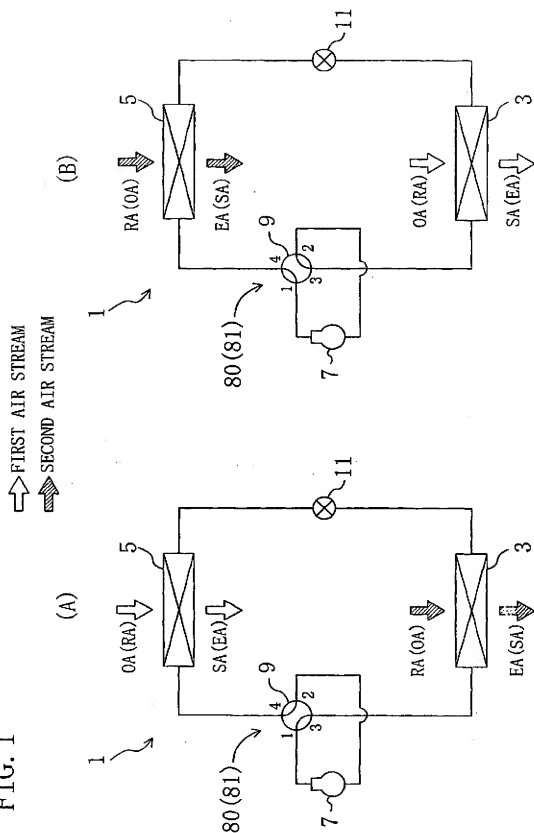 FIG. 1
FIRST AIR STREAM
SECOND AIR STREAM
(A)
1
OA(RA)
5
SA(EA)
80(81)
9
4
1
2
3
7
11
RA(OA)
3
EA(SA)
(B)
1
RA(OA)
5
EA(SA)
80(81)
9
4
1
2
3
7
11
OA(RA)
3
SA(EA)